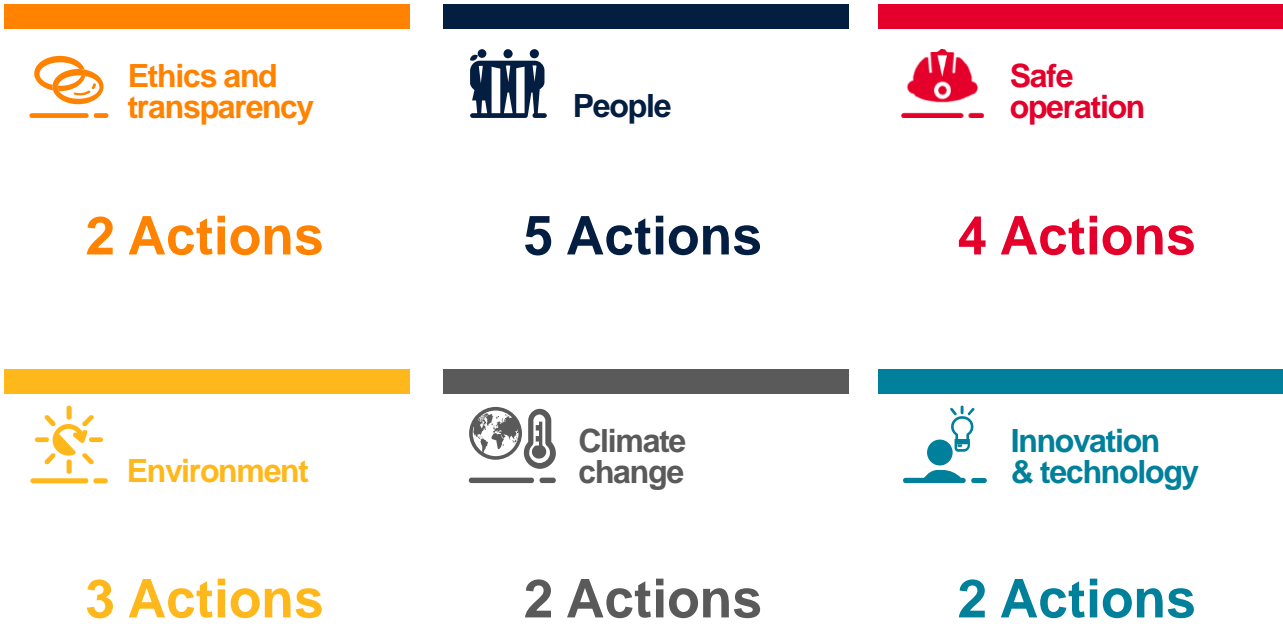 Ethics and
transparency
People
Safe
operation
2 Actions
5 Actions
4 Actions
Environment
Climate
change
Innovation
& technology
3 Actions
2 Actions
2 Actions